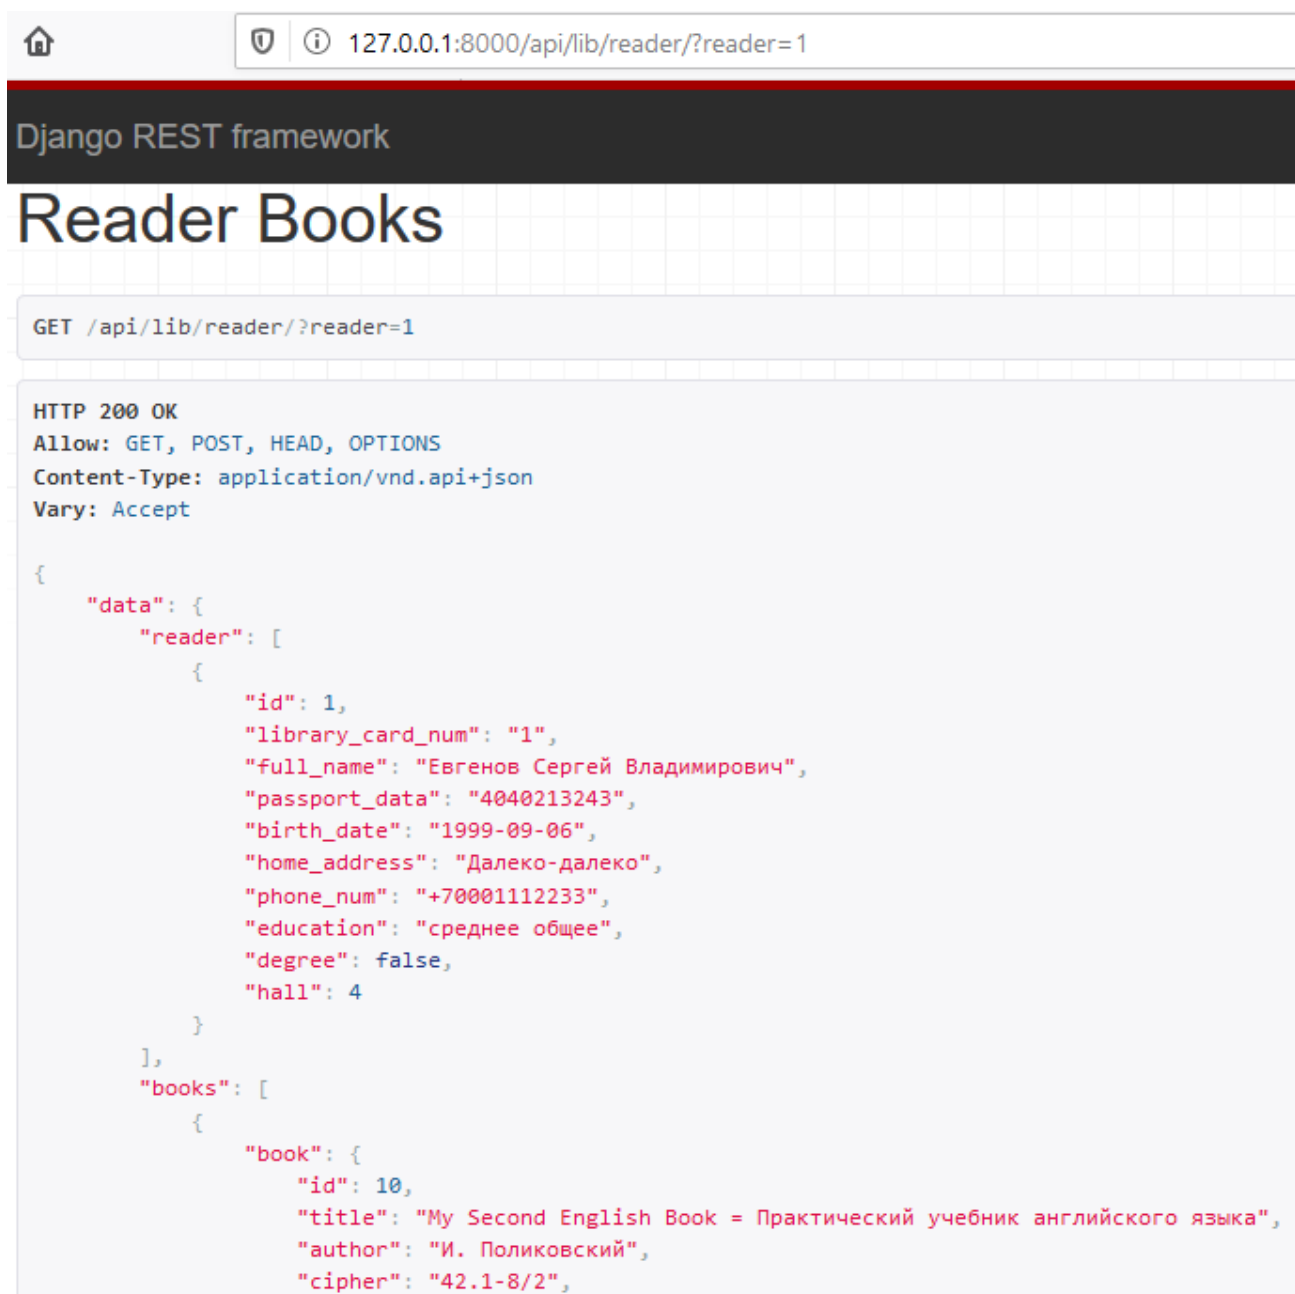 127.0.0.1:8000/api/lib/reader/?reader=1
Django REST framework
Reader Books
GET /api/lib/reader/?reader=1
HTTP 200 OK
Allow: GET, POST, HEAD, OPTIONS
Content-Type: application/vnd.api+json
Vary: Accept
{
    "data": {
        "reader": [
            {
                "id": 1,
                "library_card_num": "1",
                "full_name": "Евгенов Сергей Владимирович",
                "passport_data": "4040213243",
                "birth_date": "1999-09-06",
                "home_address": "Далеко-далеко",
                "phone_num": "+70001112233",
                "education": "среднее общее",
                "degree": false,
                "hall": 4
            }
        ],
        "books": [
            {
                "book": {
                    "id": 10,
                    "title": "My Second English Book = Практический учебник английского языка",
                    "author": "И. Поликовский",
                    "cipher": "42.1-8/2",